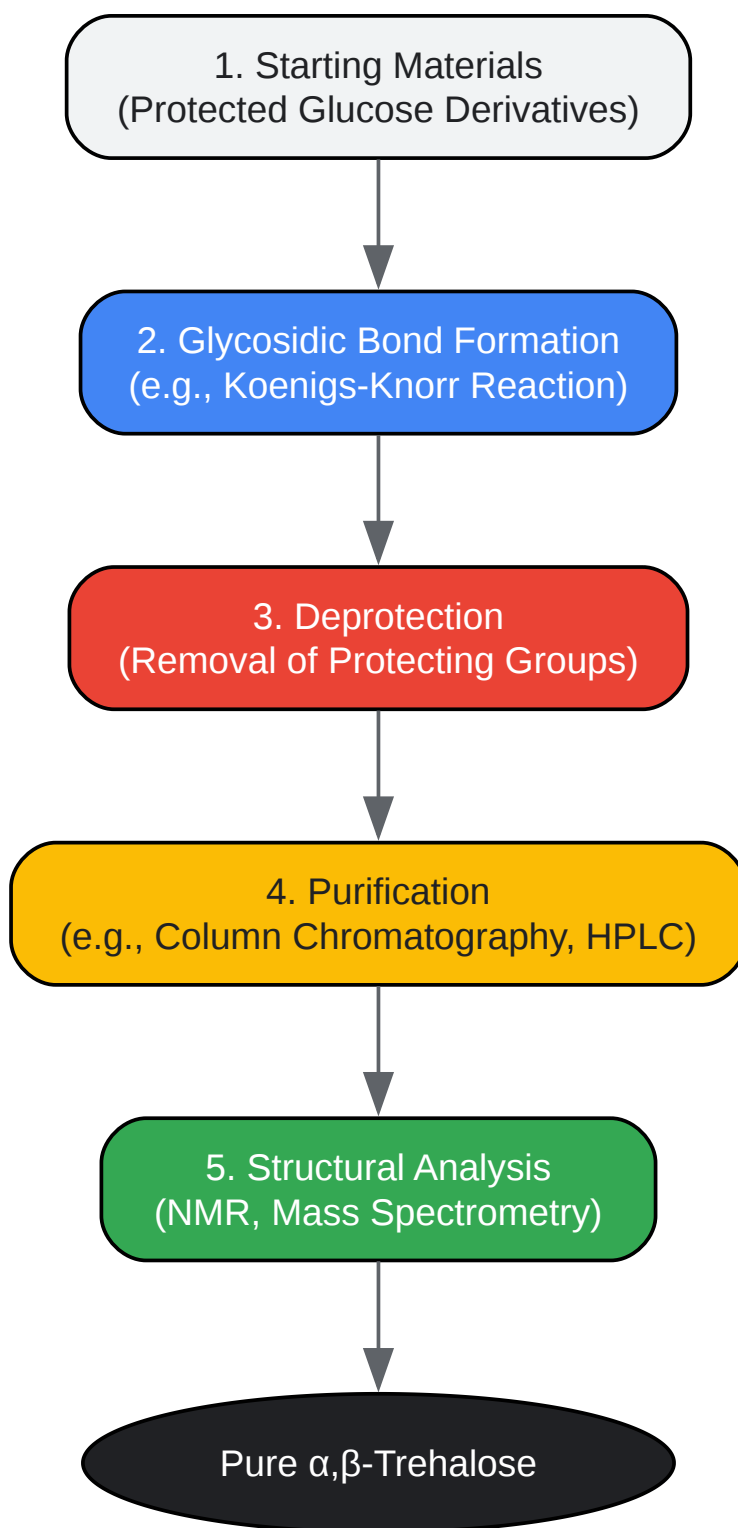 1. Starting Materials
(Protected Glucose Derivatives)
2. Glycosidic Bond Formation
(e.g., Koenigs-Knorr Reaction)
3. Deprotection
(Removal of Protecting Groups)
4. Purification
(e.g., Column Chromatography, HPLC)
5. Structural Analysis
(NMR, Mass Spectrometry)
Pure α,β-Trehalose